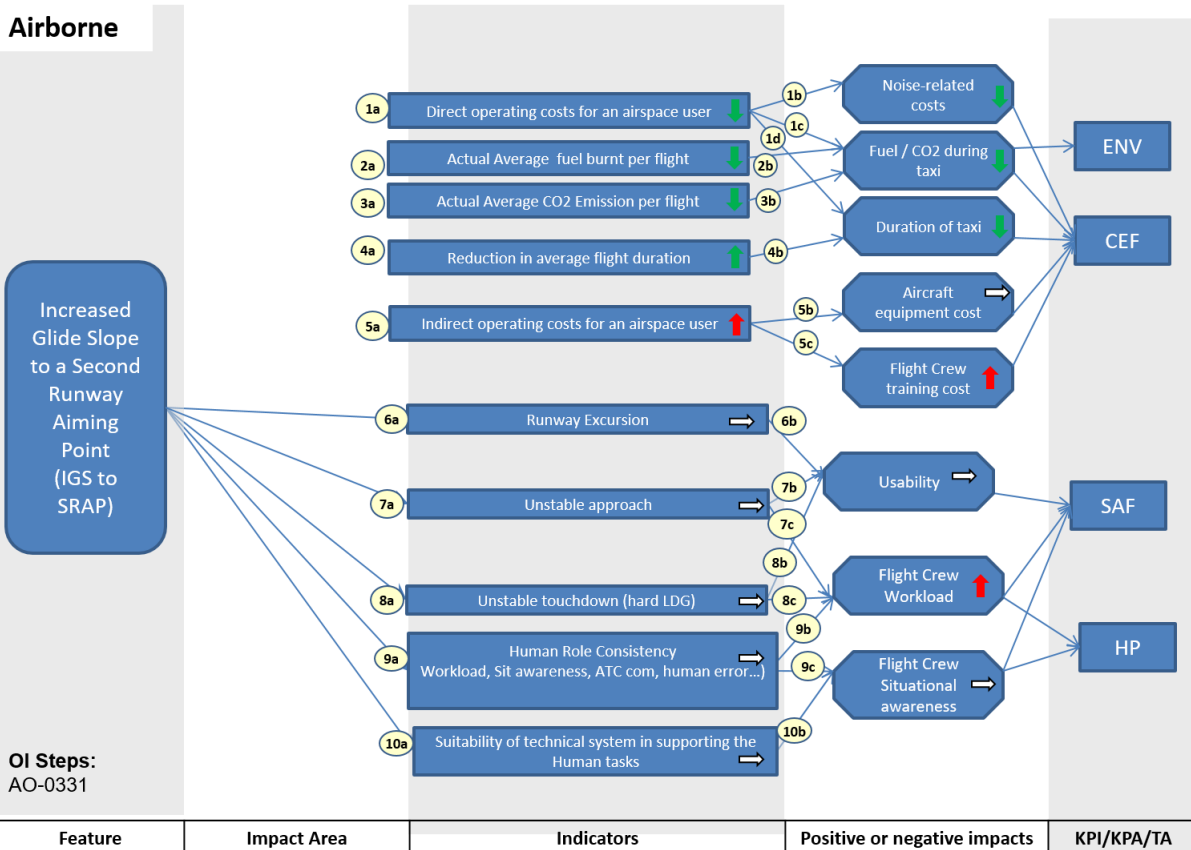 Airborne
Increased
Glide Slope
to a Second
Runway
Aiming
Point
(IGS to
SRAP)
OI Steps:
AO-0331
1a
Direct operating costs for an airspace user
1b
1c
1d
2a
Actual Average fuel burnt per flight
2b
3a
Actual Average CO2 Emission per flight
3b
4a
Reduction in average flight duration
4b
5a
Indirect operating costs for an airspace user
5b
5c
6a
Runway Excursion
6b
7a
Unstable approach
7b
7c
8a
Unstable touchdown (hard LDG)
8b
8c
9a
Human Role Consistency
Workload, Sit awareness, ATC com, human error...)
9b
9c
10a
Suitability of technical system in supporting the
Human tasks
10b
Noise-related
costs
Fuel / CO2 during
taxi
Duration of taxi
Aircraft
equipment cost
Flight Crew
training cost
Usability
Flight Crew
Workload
Flight Crew
Situational
awareness
ENV
CEF
SAF
HP
Feature
Impact Area
Indicators
Positive or negative impacts
KPI/KPA/TA